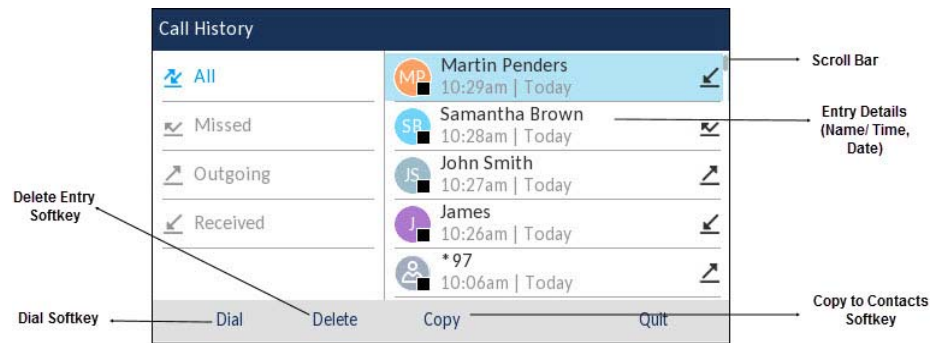 Call History
All
Missed
Outgoing
Received
MP
Martin Penders
10:29am | Today
SB
Samantha Brown
10:28am | Today
JS
John Smith
10:27am | Today
J
James
10:26am | Today
*97
10:06am | Today
Dial
Delete
Copy
Quit
Scroll Bar
Entry Details
(Name/ Time,
Date)
Delete Entry
Softkey
Dial Softkey
Copy to Contacts
Softkey